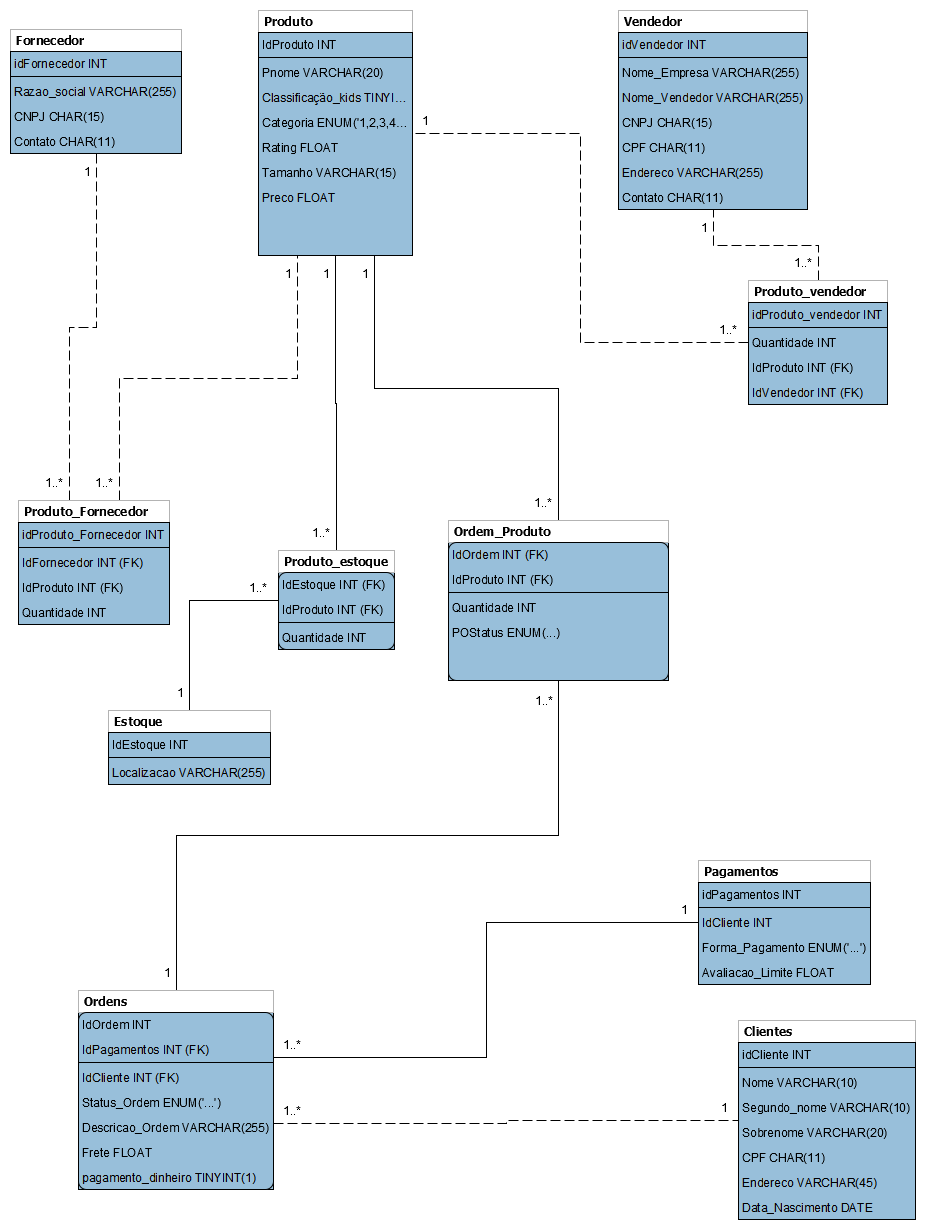 Fornecedor
idFornecedor INT
Razao_social VARCHAR(255)
CNPJ CHAR(15)
Contato CHAR(11)
1
Produto
IdProduto INT
Pnome VARCHAR(20)
Classificação_kids TINYI...
Categoria ENUM('1,2,3,4...
Rating FLOAT
Tamanho VARCHAR(15)
Preco FLOAT
1
1
1
1
Vendedor
idVendedor INT
Nome_Empresa VARCHAR(255)
Nome_Vendedor VARCHAR(255)
CNPJ CHAR(15)
CPF CHAR(11)
Endereco VARCHAR(255)
Contato CHAR(11)
1
1..*
Produto_vendedor
idProduto_vendedor INT
Quantidade INT
IdProduto INT (FK)
IdVendedor INT (FK)
1..*
1..*
1..*
Produto_Fornecedor
idProduto_Fornecedor INT
IdFornecedor INT (FK)
IdProduto INT (FK)
Quantidade INT
1..*
Produto_estoque
IdEstoque INT (FK)
IdProduto INT (FK)
Quantidade INT
1..*
1..*
Ordem_Produto
IdOrdem INT (FK)
IdProduto INT (FK)
Quantidade INT
POStatus ENUM(...)
1..*
1
Estoque
IdEstoque INT
Localizacao VARCHAR(255)
Pagamentos
idPagamentos INT
IdCliente INT
Forma_Pagamento ENUM('...')
Avaliacao_Limite FLOAT
1
1
Ordens
IdOrdem INT
IdPagamentos INT (FK)
IdCliente INT (FK)
Status_Ordem ENUM('...')
Descricao_Ordem VARCHAR(255)
Frete FLOAT
pagamento_dinheiro TINYINT(1)
1..*
1..*
1
Clientes
idCliente INT
Nome VARCHAR(10)
Segundo_nome VARCHAR(10)
Sobrenome VARCHAR(20)
CPF CHAR(11)
Endereco VARCHAR(45)
Data_Nascimento DATE